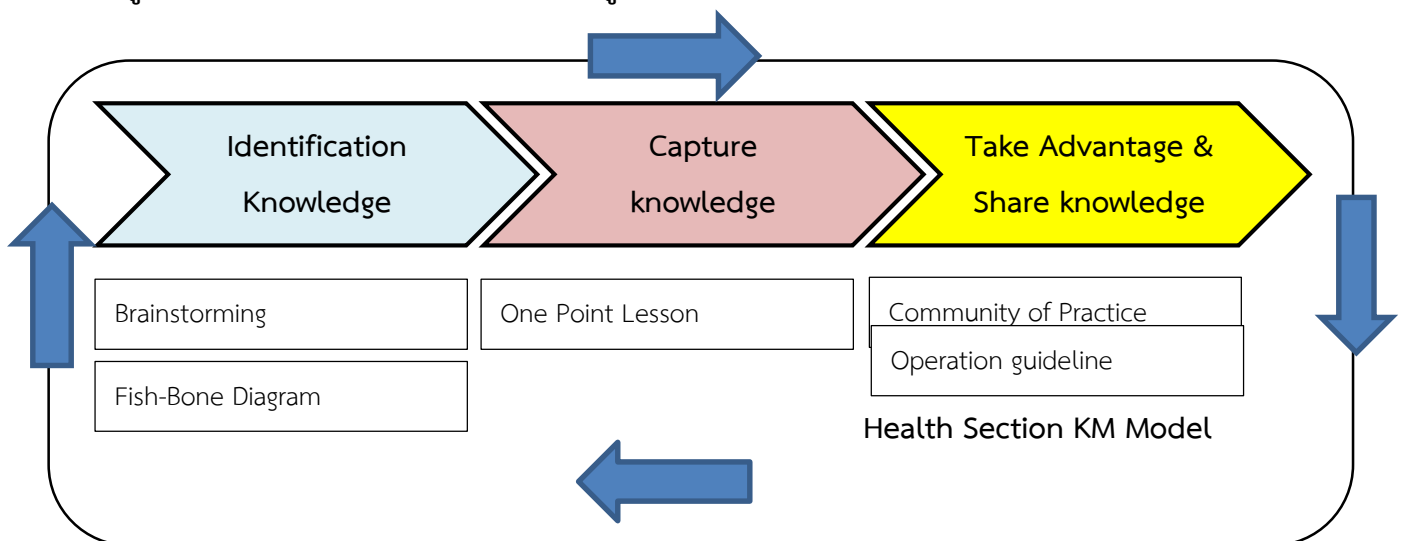 Identification
Knowledge
Capture
knowledge
Take Advantage &
Share knowledge
Brainstorming
Fish-Bone Diagram
One Point Lesson
Community of Practice
Operation guideline
Health Section KM Model